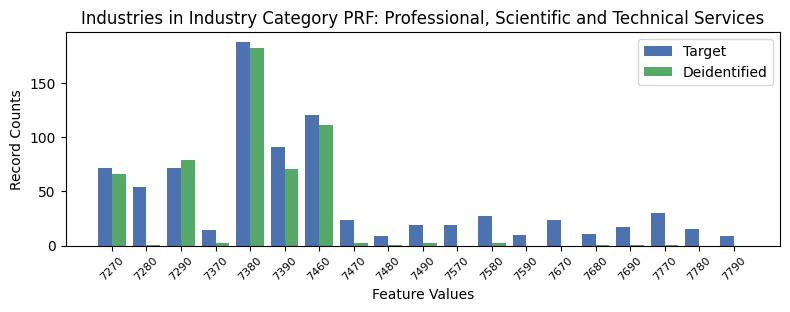 Industries in Industry Category PRF: Professional, Scientific and Technical Services
Target
Deidentified
Record Counts
150
100
50
0
7270 7280 7290 7370 7380 7390 7460 7470 7480 7490 7570 7580 7590 7670 7680 7690 7770 7780 7790
Feature Values